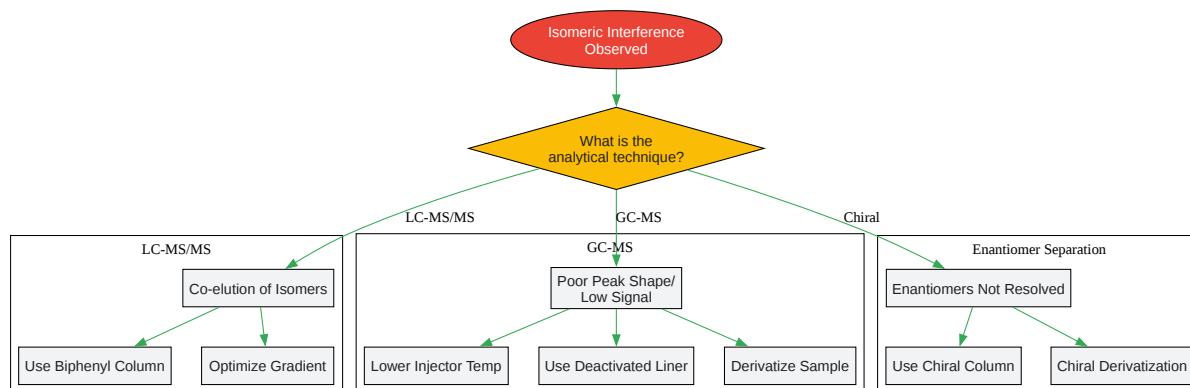 Isomeric Interference
Observed
What is the
analytical technique?
LC-MS/MS
GC-MS
Chiral
LC-MS/MS
GC-MS
Enantiomer Separation
Co-elution of Isomers
Poor Peak Shape/
Low Signal
Enantiomers Not Resolved
Use Biphenyl Column
Optimize Gradient
Lower Injector Temp
Use Deactivated Liner
Derivatize Sample
Use Chiral Column
Chiral Derivatization